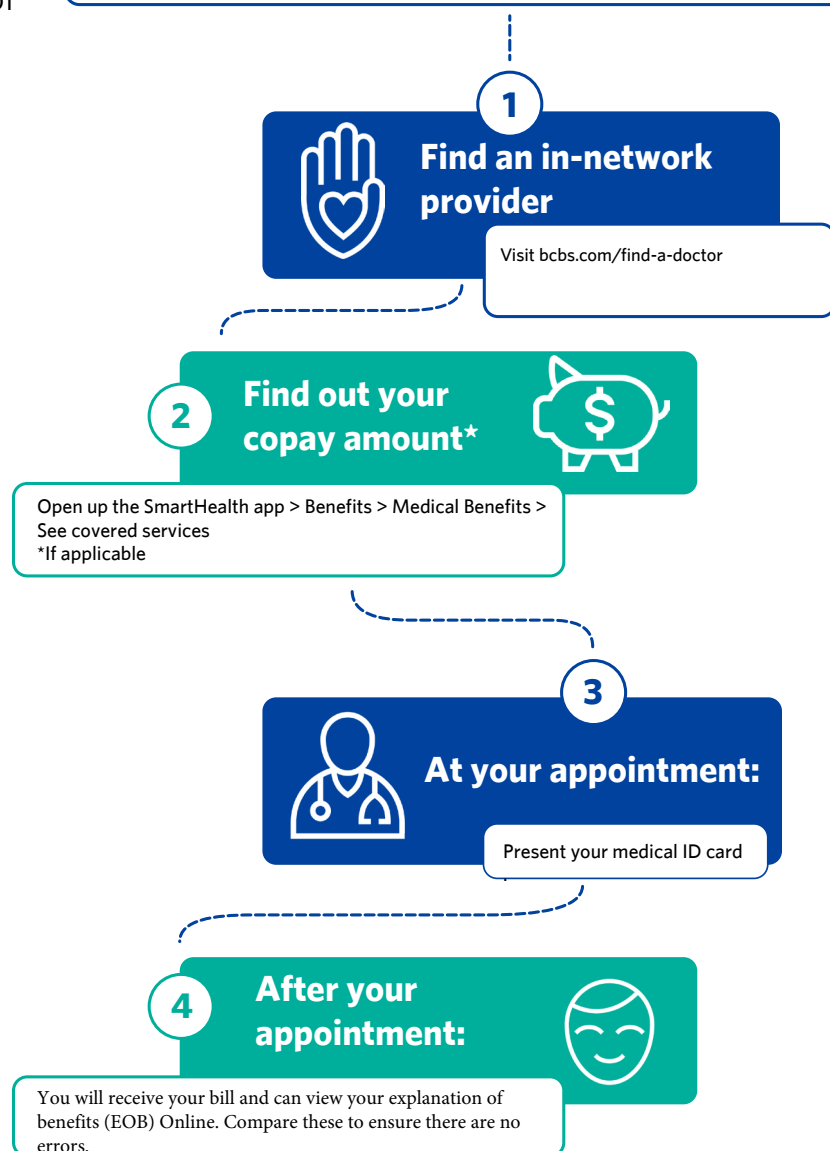 1
Find an in-network
provider
Visit bcbs.com/find-a-doctor
2
Find out your
copay amount*
$
Open up the SmartHealth app > Benefits > Medical Benefits >
See covered services
*If applicable
3
At your appointment:
Present your medical ID card
4
After your
appointment:
You will receive your bill and can view your explanation of
benefits (EOB) Online. Compare these to ensure there are no
errors.